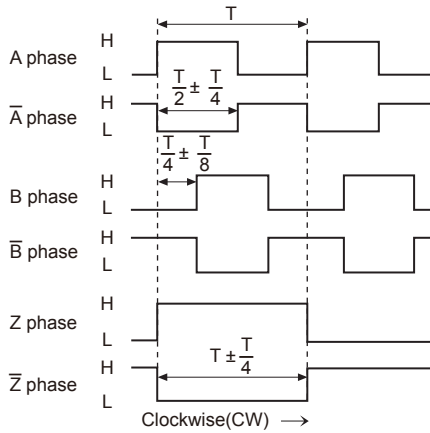 T
A phase H
L
T/2 ± T/4
A̅ phase H
L
T/4 ± T/8
B phase H
L
B̅ phase H
L
Z phase H
L
T ± T/4
Z̅ phase H
L
Clockwise(CW) →